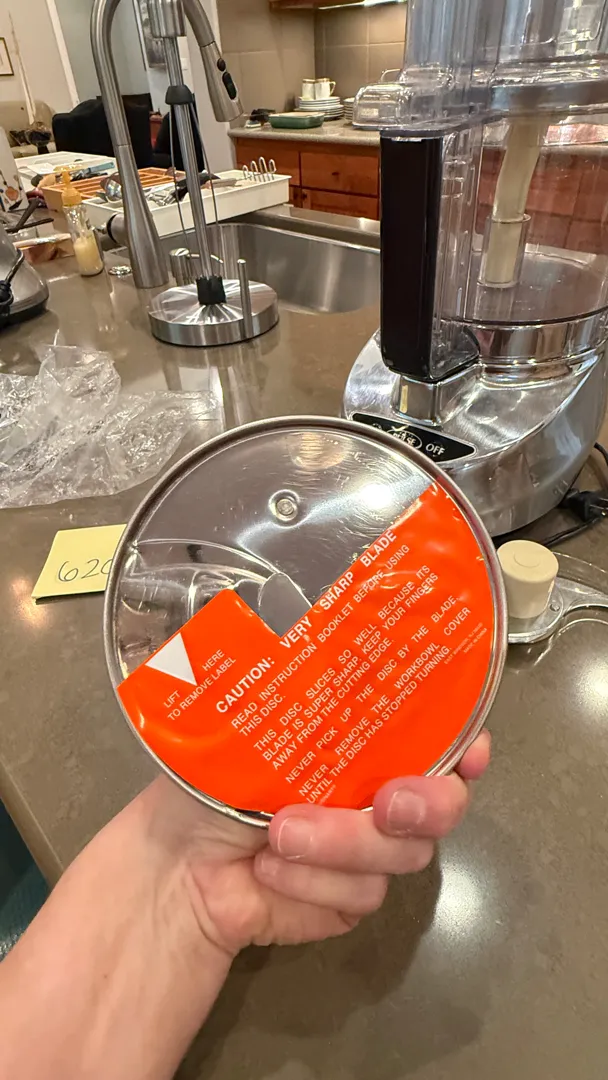 PULSE OFF
620
LIFT HERE
TO REMOVE LABEL
CAUTION: VERY SHARP BLADE
READ INSTRUCTION BOOKLET BEFORE USING
THIS DISC.
THIS DISC SLICES SO WELL BECAUSE ITS
BLADE IS SUPER SHARP. KEEP YOUR FINGERS
AWAY FROM THE CUTTING EDGE.
NEVER PICK UP THE DISC BY THE BLADE.
NEVER REMOVE THE WORKBOWL COVER
UNTIL THE DISC HAS STOPPED TURNING.